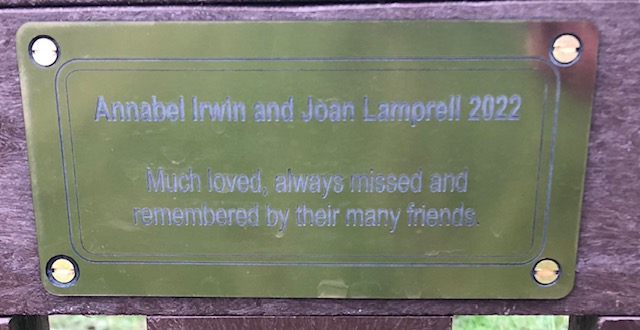 Annabel Irwin and Joan Lamprell 2022
Much loved, always missed and
remembered by their many friends.